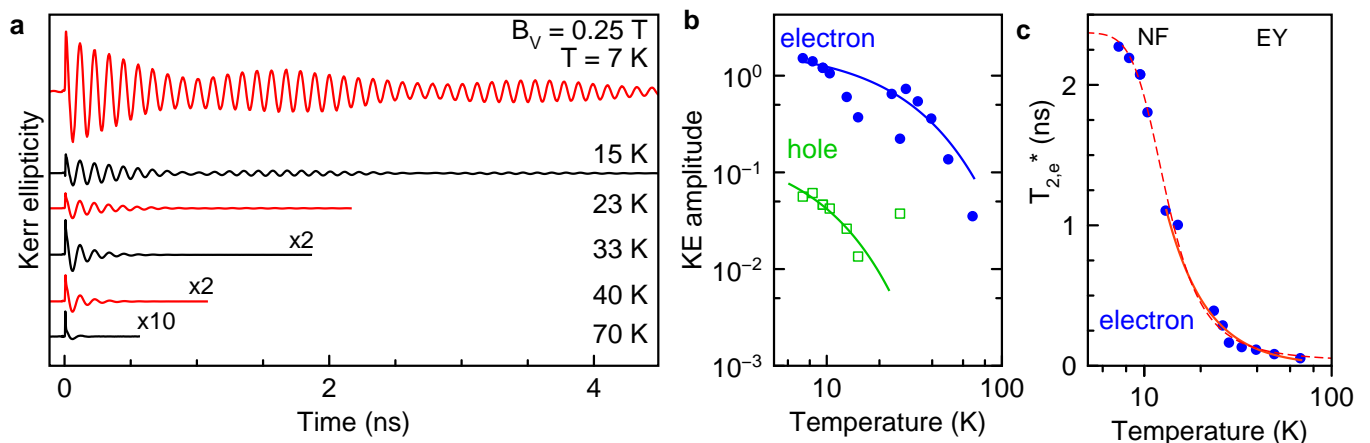 a
B_V = 0.25 T
T = 7 K
15 K
23 K
33 K
x2
40 K
x2
70 K
x10
Kerr ellipticity
0
2
4
Time (ns)
b
electron
hole
KE amplitude
10^0
10^-1
10^-2
10^-3
10
100
Temperature (K)
c
NF
EY
electron
T_2,e* (ns)
2
1
0
10
100
Temperature (K)